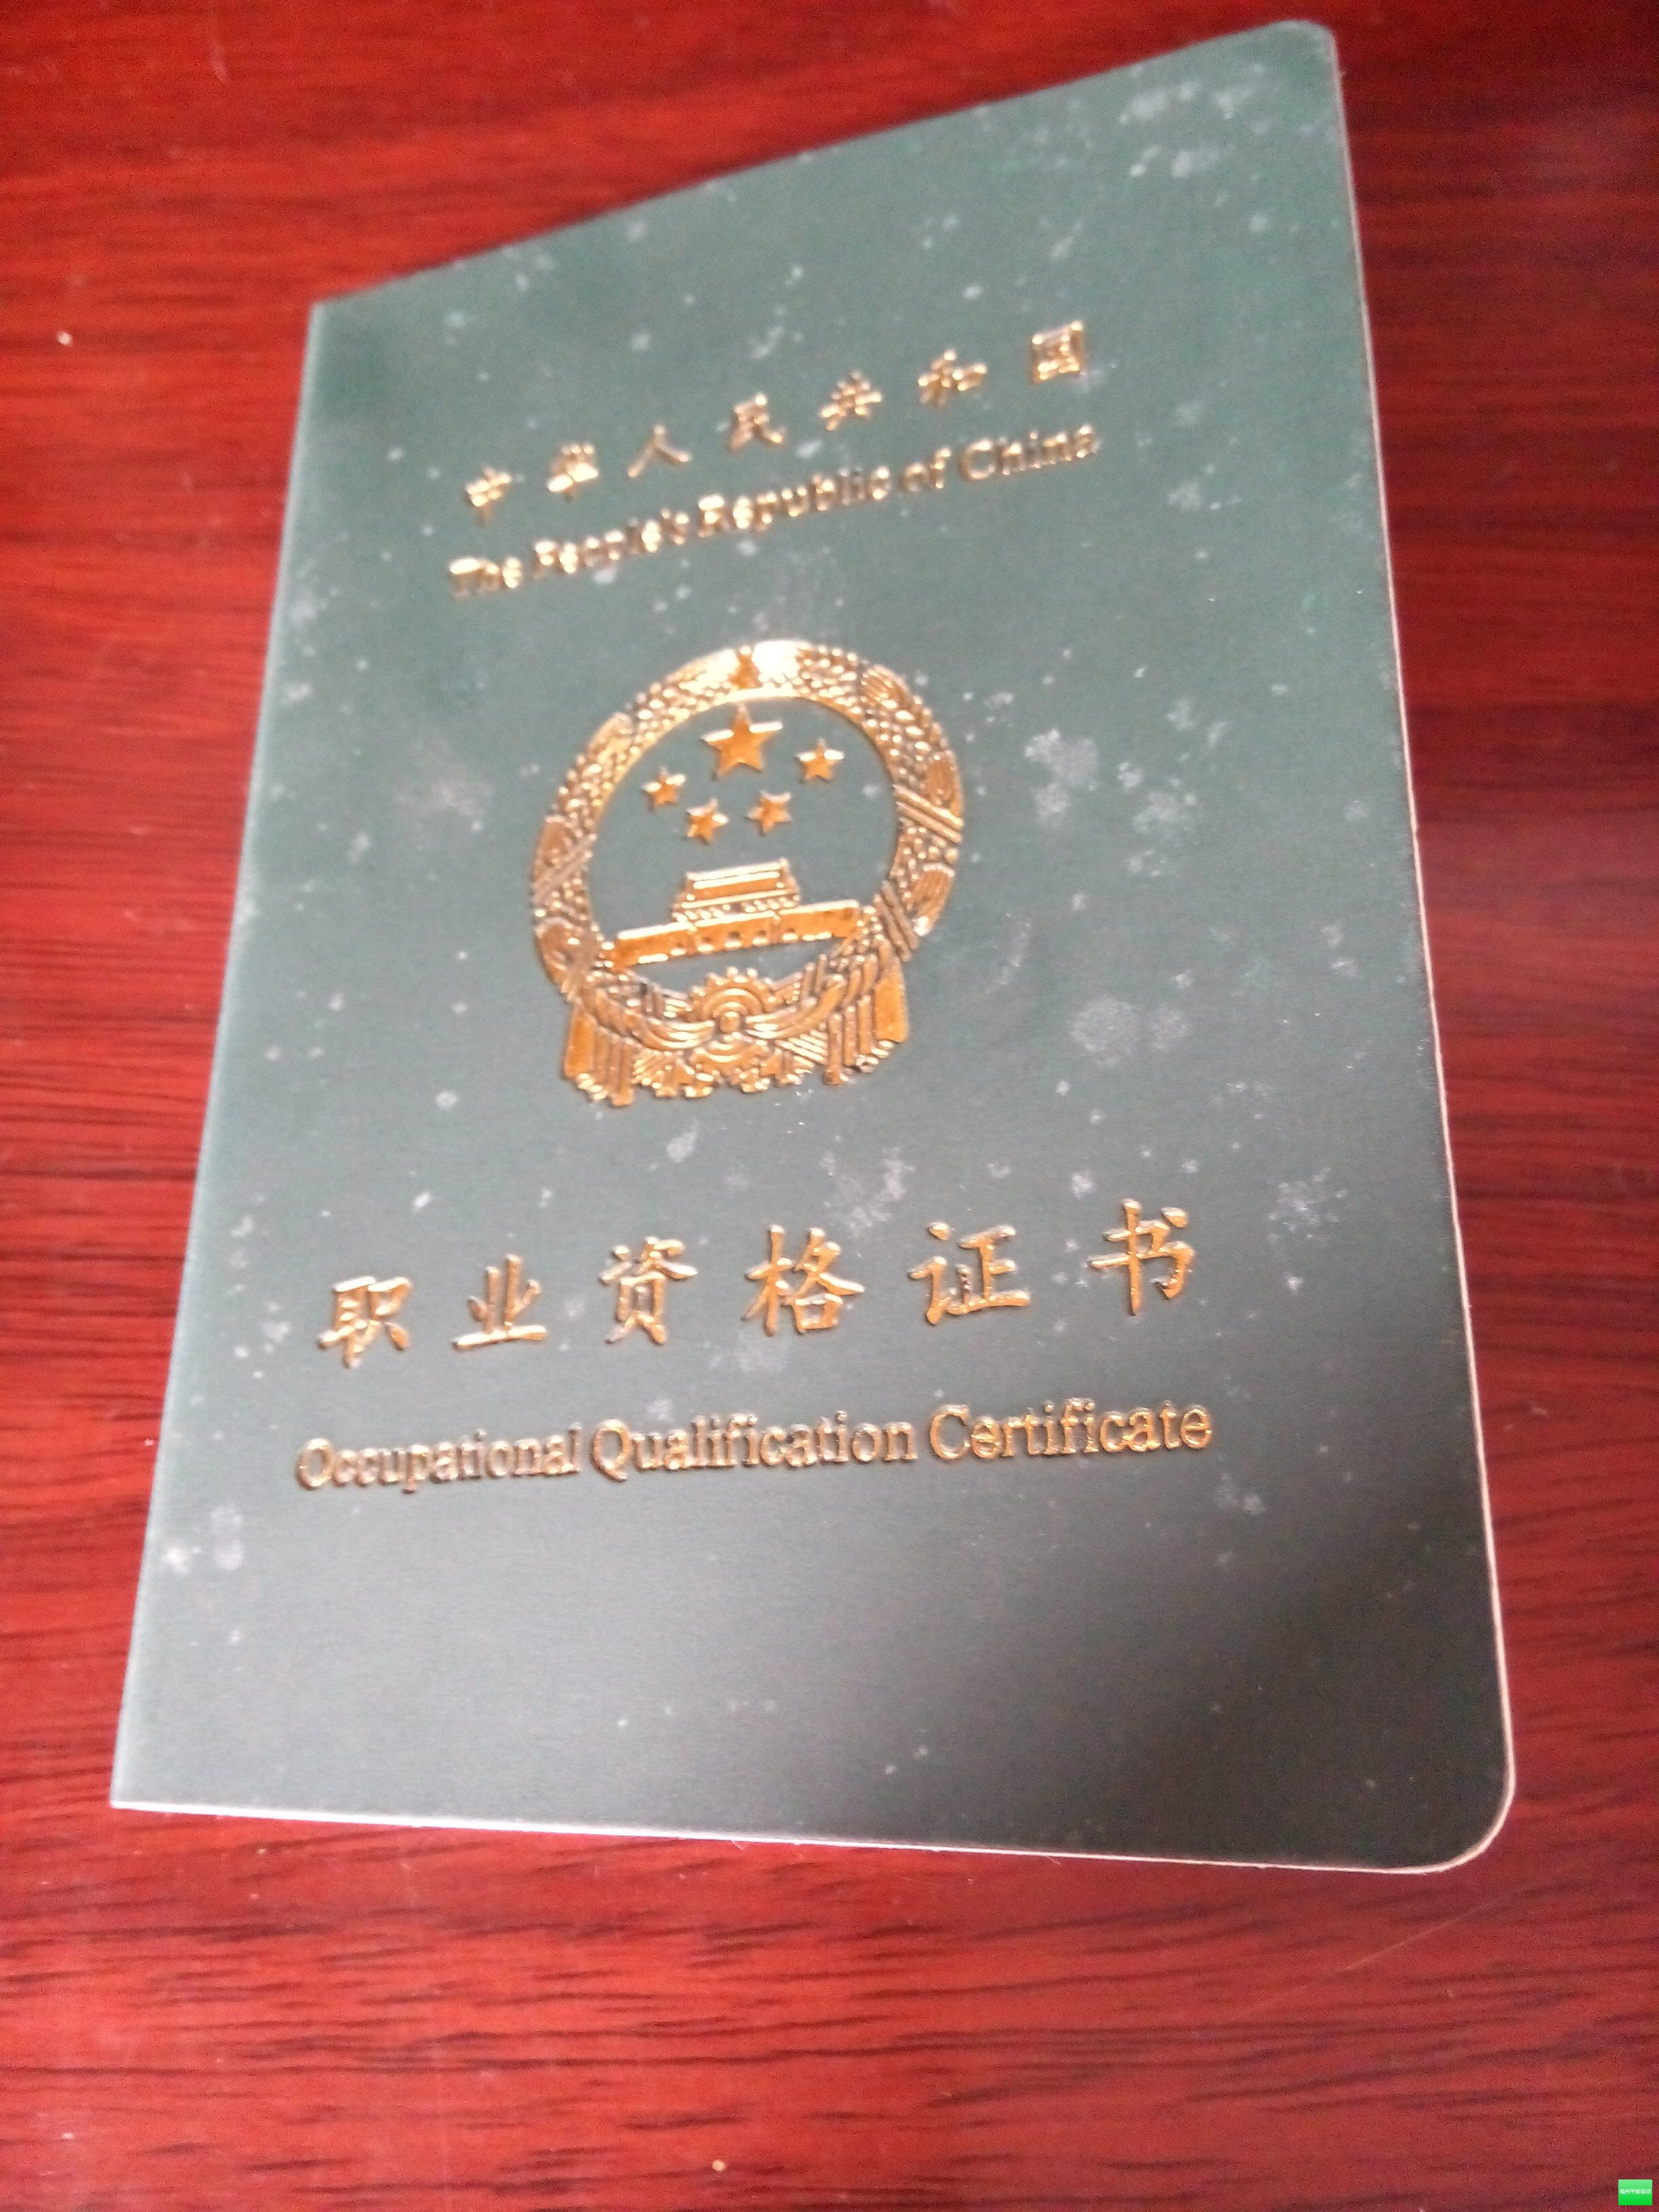 中华人民共和国
The People's Republic of China
职业资格证书
Occupational Qualification Certificate